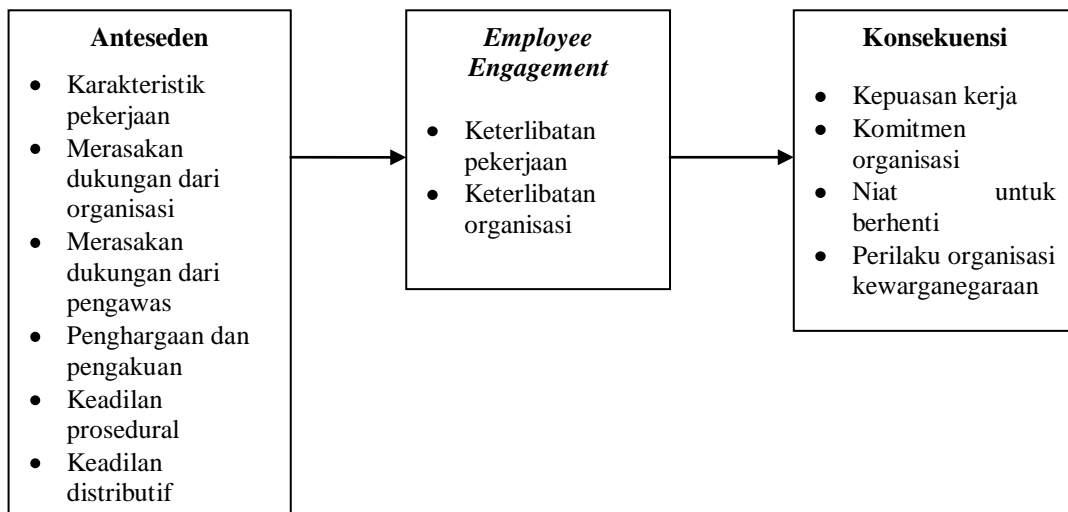 Anteseden
• Karakteristik
pekerjaan
• Merasakan
dukungan dari
organisasi
• Merasakan
dukungan dari
pengawas
• Penghargaan dan
pengakuan
• Keadilan
prosedural
• Keadilan
distributif
Employee
Engagement
• Keterlibatan
pekerjaan
• Keterlibatan
organisasi
Konsekuensi
• Kepuasan kerja
• Komitmen
organisasi
• Niat untuk
berhenti
• Perilaku organisasi
kewarganegaraan